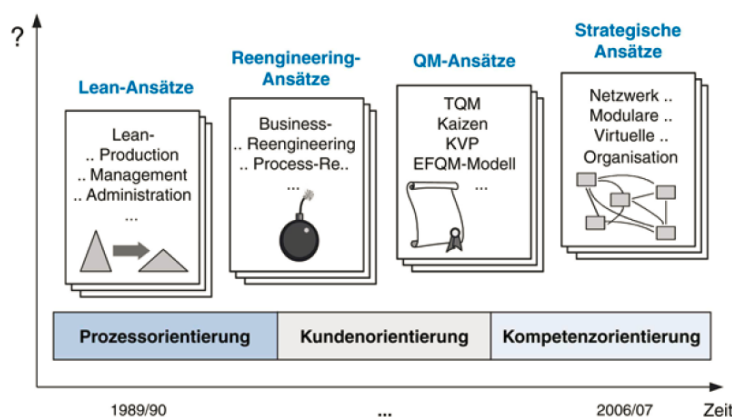 ?
Lean-Ansätze
Lean-
.. Production
.. Management
.. Administration
...
Reengineering-
Ansätze
Business-
.. Reengineering
.. Process-Re..
...
QM-Ansätze
TQM
Kaizen
KVP
EFQM-Modell
...
Strategische
Ansätze
Netzwerk ..
Modulare ..
Virtuelle ..
Organisation
Prozessorientierung
Kundenorientierung
Kompetenzorientierung
1989/90
...
2006/07
Zeit